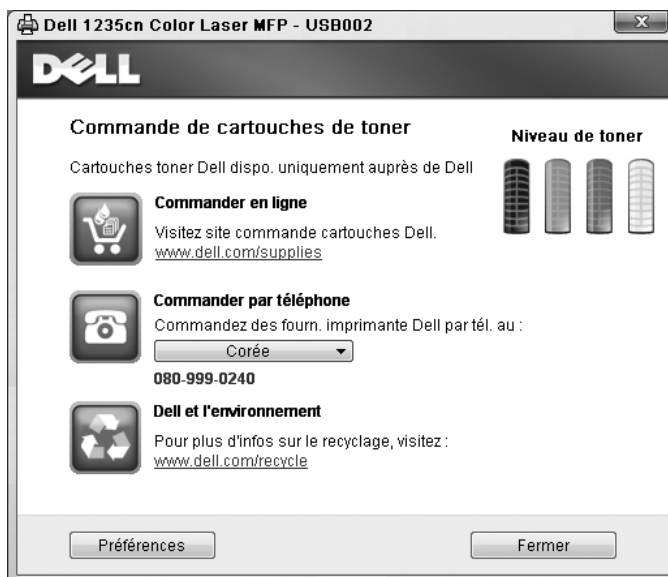 Dell 1235cn Color Laser MFP - USB002
DELL
Commande de cartouches de toner
Niveau de toner
Cartouches toner Dell dispo. uniquement auprès de Dell
Commander en ligne
Visitez site commande cartouches Dell.
www.dell.com/supplies
Commander par téléphone
Commandez des fourn. imprimante Dell par tél. au :
Corée
080-999-0240
Dell et l'environnement
Pour plus d'infos sur le recyclage, visitez :
www.dell.com/recycle
Préférences
Fermer